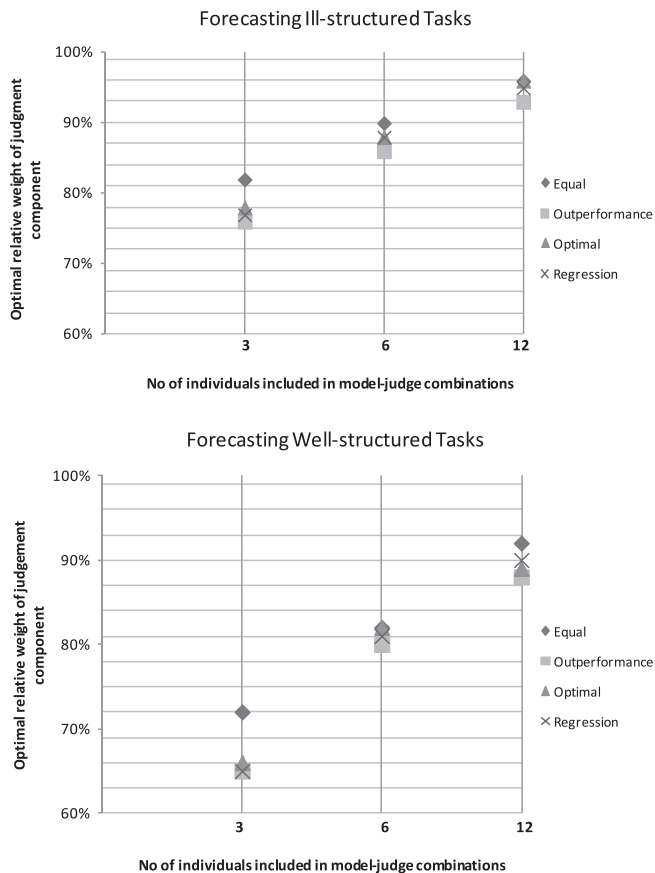 Forecasting Ill-structured Tasks
Optimal relative weight of judgment
component
100%
90%
80%
70%
60%
3
6
12
No of individuals included in model-judge combinations
Equal
Outperformance
Optimal
Regression
Forecasting Well-structured Tasks
Optimal relative weight of judgement
component
100%
90%
80%
70%
60%
3
6
12
No of individuals included in model-judge combinations
Equal
Outperformance
Optimal
Regression